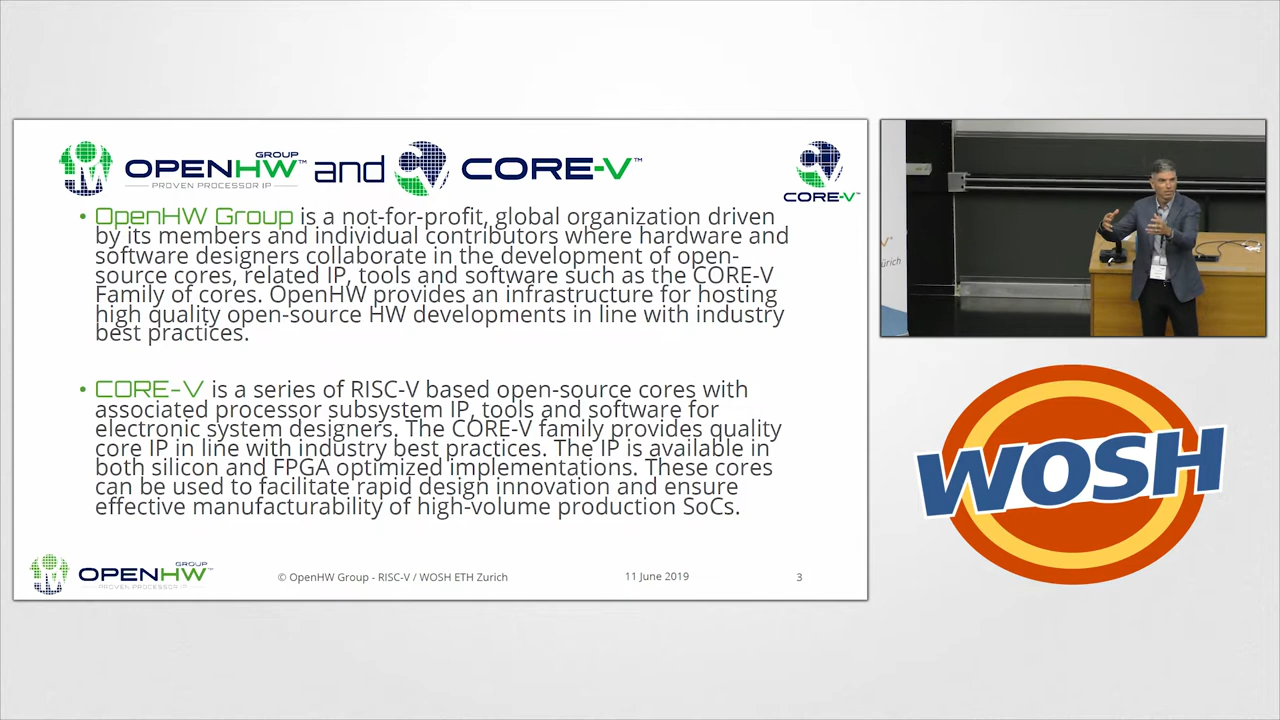 OPENHW GROUP™ and CORE-V™
PROVEN PROCESSOR IP
CORE-V™
• OpenHW Group is a not-for-profit, global organization driven
by its members and individual contributors where hardware and
software designers collaborate in the development of open-
source cores, related IP, tools and software such as the CORE-V
Family of cores. OpenHW provides an infrastructure for hosting
high quality open-source HW developments in line with industry
best practices.
• CORE-V is a series of RISC-V based open-source cores with
associated processor subsystem IP, tools and software for
electronic system designers. The CORE-V family provides quality
core IP in line with industry best practices. The IP is available in
both silicon and FPGA optimized implementations. These cores
can be used to facilitate rapid design innovation and ensure
effective manufacturability of high-volume production SoCs.
OPENHW GROUP™
PROVEN PROCESSOR IP
© OpenHW Group - RISC-V / WOSH ETH Zurich
11 June 2019
3
ürich
WOSH